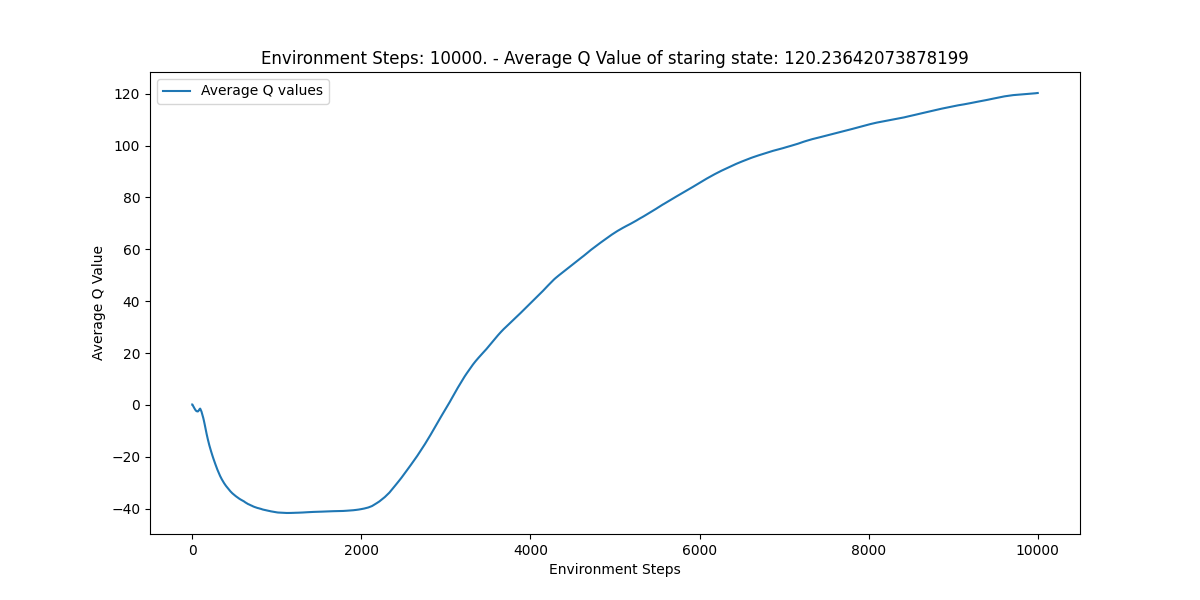 Environment Steps: 10000. - Average Q Value of staring state: 120.23642073878199
Average Q values
120
100
80
60
40
20
0
−20
−40
Average Q Value
0 2000 4000 6000 8000 10000
Environment Steps